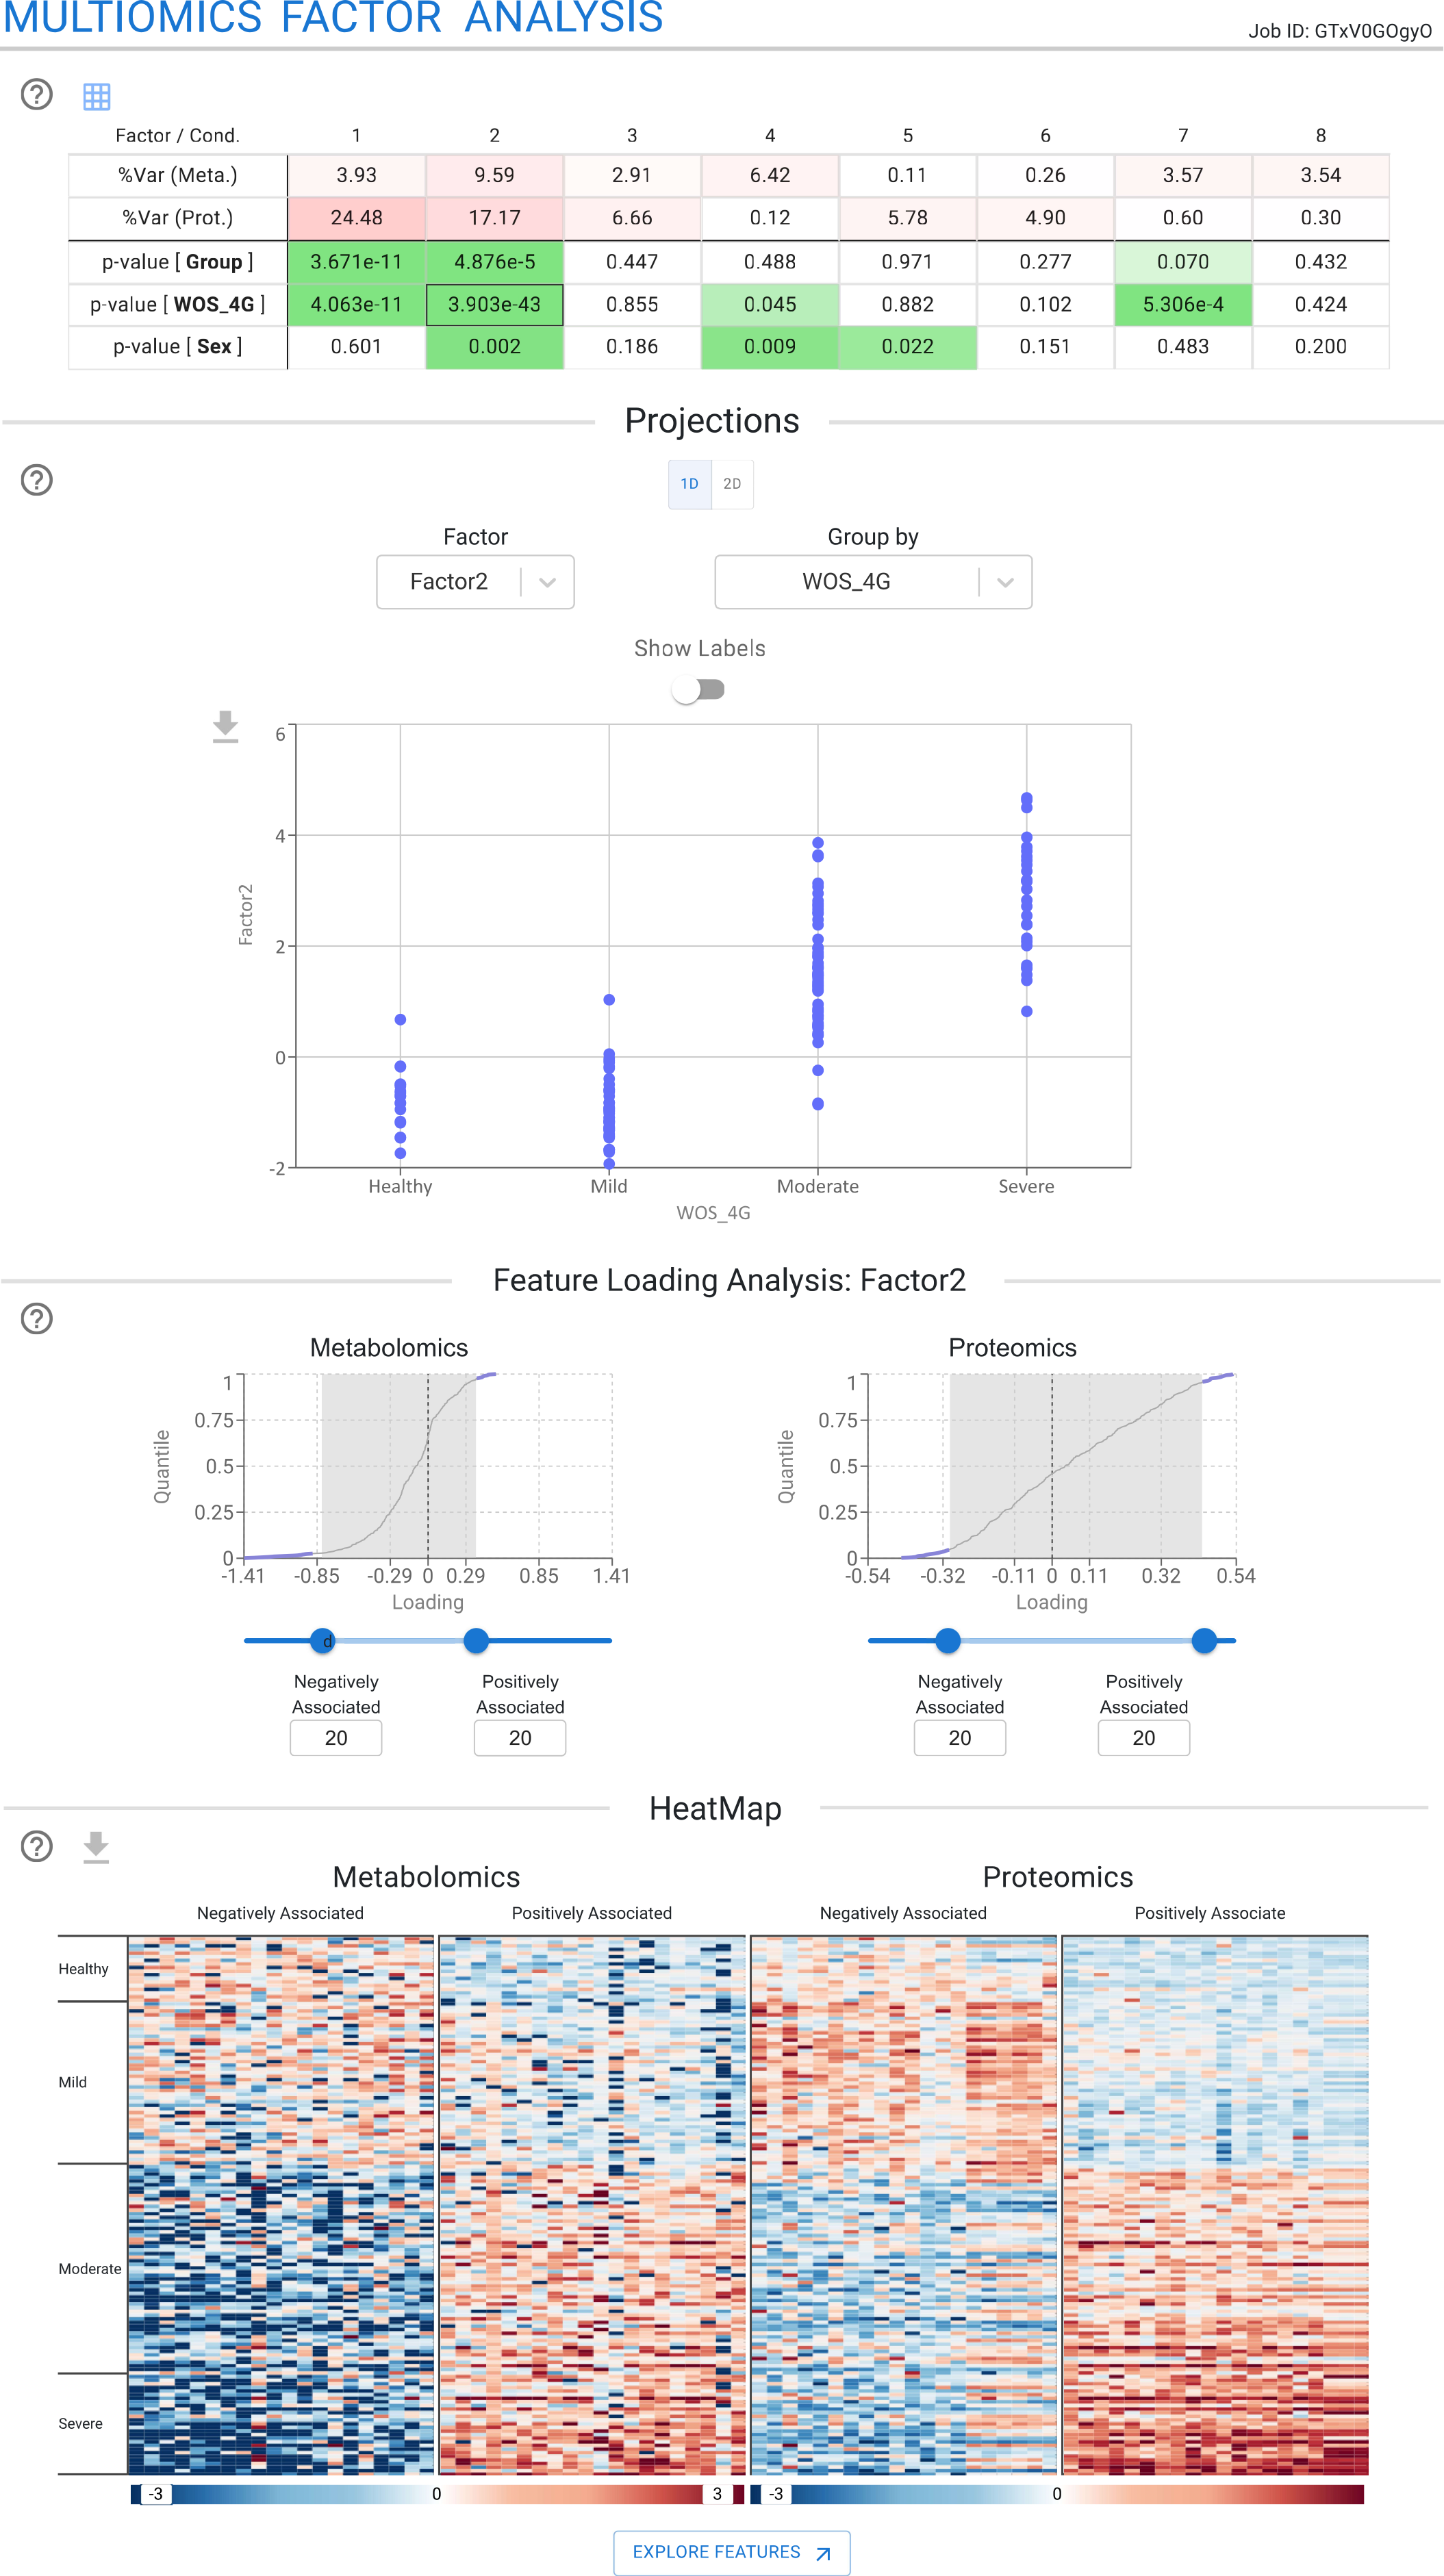 MULTIOMICS FACTOR ANALYSIS
Job ID: GTxV0GOgyO
Factor / Cond. 1 2 3 4 5 6 7 8
%Var (Meta.) 3.93 9.59 2.91 6.42 0.11 0.26 3.57 3.54
%Var (Prot.) 24.48 17.17 6.66 0.12 5.78 4.90 0.60 0.30
p-value [ Group ] 3.671e-11 4.876e-5 0.447 0.488 0.971 0.277 0.070 0.432
p-value [ WOS_4G ] 4.063e-11 3.903e-43 0.855 0.045 0.882 0.102 5.306e-4 0.424
p-value [ Sex ] 0.601 0.002 0.186 0.009 0.022 0.151 0.483 0.200
Projections
1D 2D
Factor Group by
Factor2 WOS_4G
Show Labels
6
4
2
0
-2
Factor2
Healthy Mild Moderate Severe
WOS_4G
Feature Loading Analysis: Factor2
Metabolomics
1
0.75
0.5
0.25
0
Quantile
-1.41 -0.85 -0.29 0 0.29 0.85 1.41
Loading
d
Negatively Associated
Positively Associated
20 20
Proteomics
1
0.75
0.5
0.25
0
Quantile
-0.54 -0.32 -0.11 0 0.11 0.32 0.54
Loading
Negatively Associated
Positively Associated
20 20
HeatMap
Metabolomics Proteomics
Negatively Associated Positively Associated Negatively Associated Positively Associate
Healthy
Mild
Moderate
Severe
-3 0 3 -3 0
EXPLORE FEATURES